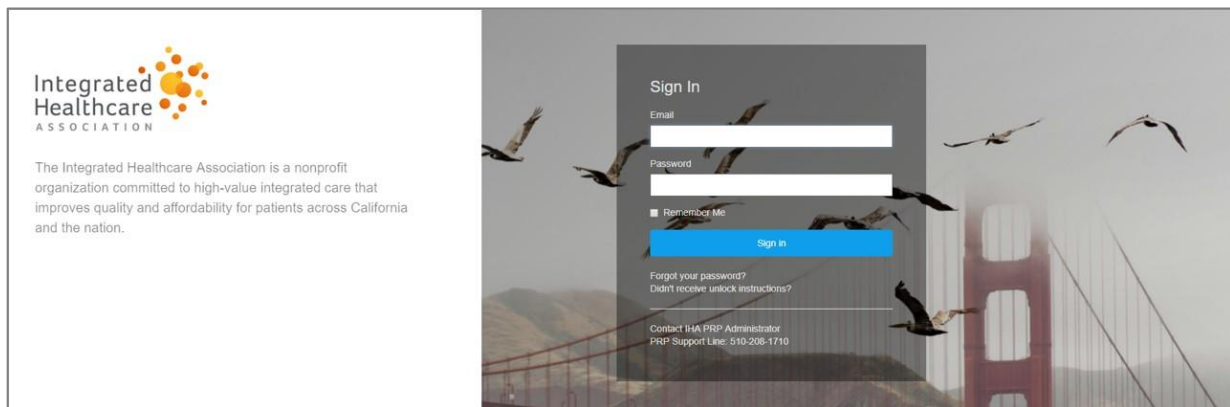 Integrated
Healthcare
ASSOCIATION
The Integrated Healthcare Association is a nonprofit
organization committed to high-value integrated care that
improves quality and affordability for patients across California
and the nation.
Sign In
Email
Password
Remember Me
Sign in
Forgot your password?
Didn't receive unlock instructions?
Contact IHA PRP Administrator
PRP Support Line: 510-208-1710